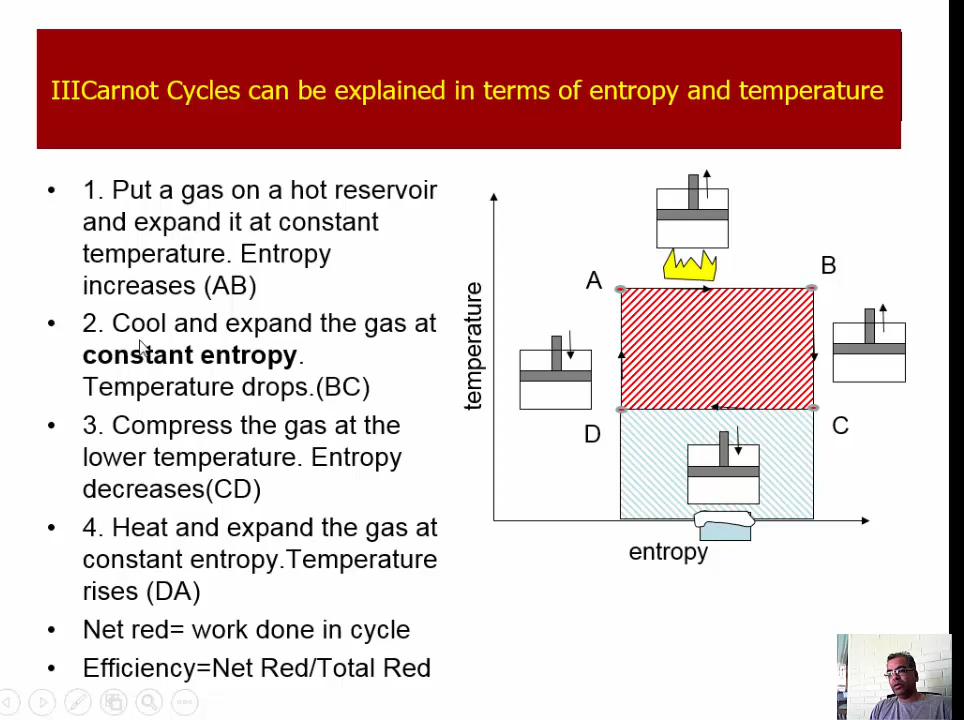 IIICarnot Cycles can be explained in terms of entropy and temperature
• 1. Put a gas on a hot reservoir
and expand it at constant
temperature. Entropy
increases (AB)
• 2. Cool and expand the gas at
constant entropy.
Temperature drops.(BC)
• 3. Compress the gas at the
lower temperature. Entropy
decreases(CD)
• 4. Heat and expand the gas at
constant entropy.Temperature
rises (DA)
• Net red= work done in cycle
• Efficiency=Net Red/Total Red
temperature
A
B
D
C
entropy